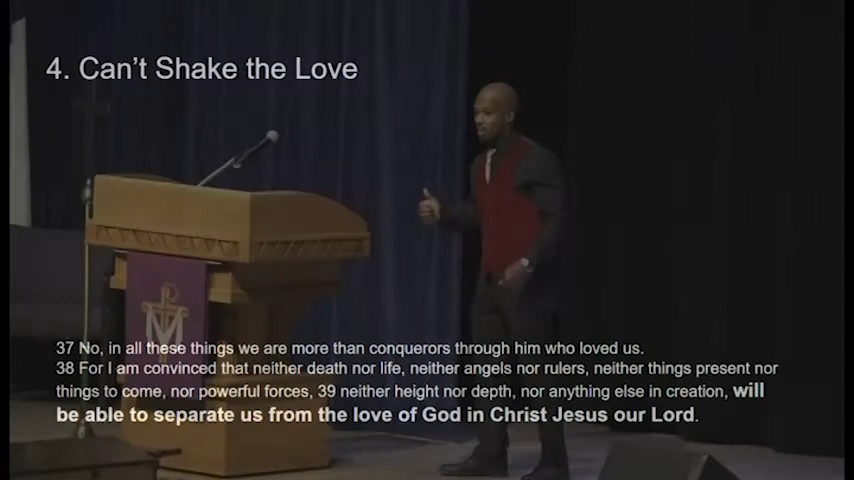 4. Can't Shake the Love
37 No, in all these things we are more than conquerors through him who loved us.
38 For I am convinced that neither death nor life, neither angels nor rulers, neither things present nor
things to come, nor powerful forces, 39 neither height nor depth, nor anything else in creation, will
be able to separate us from the love of God in Christ Jesus our Lord.